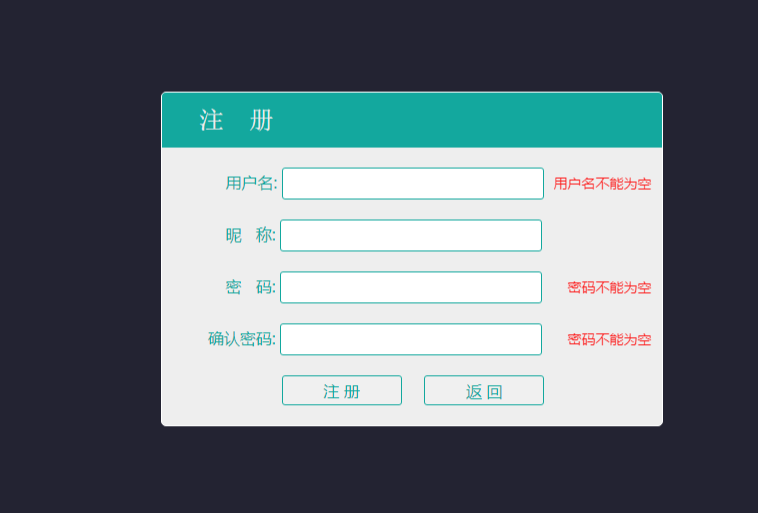 注 册
用户名: 用户名不能为空
昵 称:
密 码: 密码不能为空
确认密码: 密码不能为空
注 册 返 回